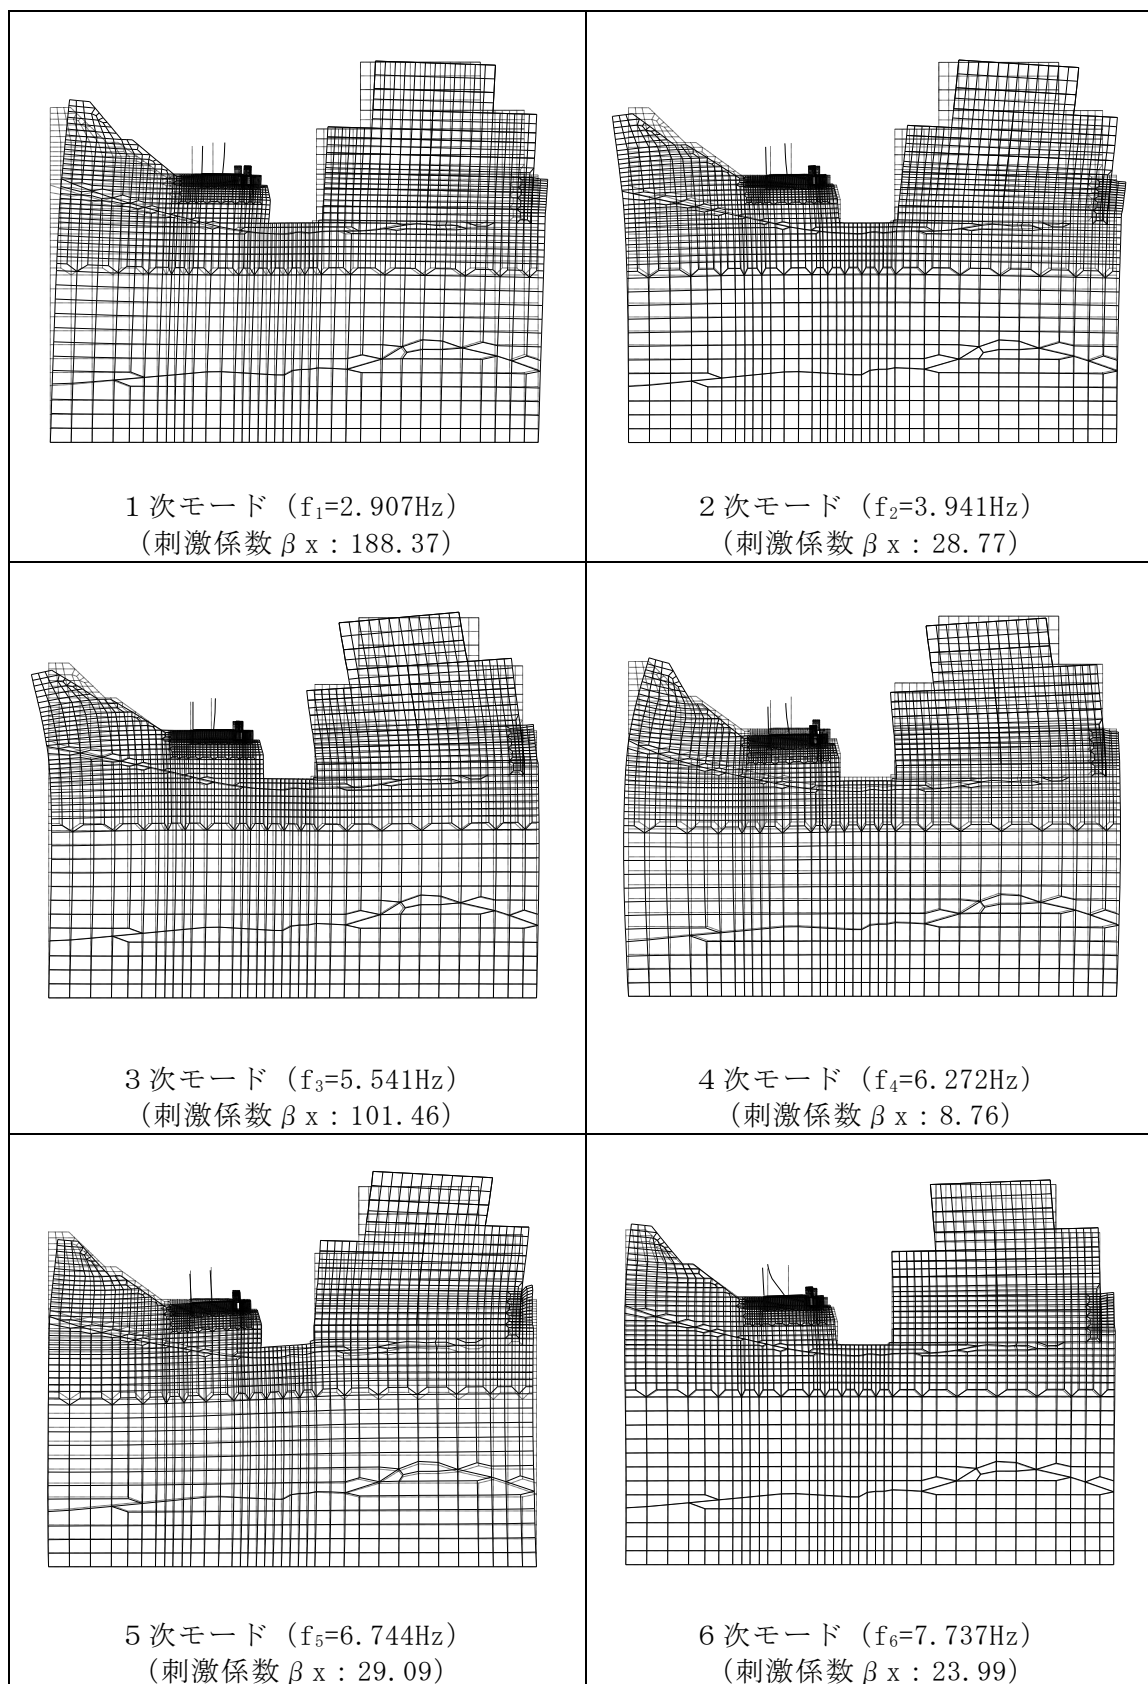 １次モード（f₁=2.907Hz）
（刺激係数βx：188.37）
２次モード（f₂=3.941Hz）
（刺激係数βx：28.77）
３次モード（f₃=5.541Hz）
（刺激係数βx：101.46）
４次モード（f₄=6.272Hz）
（刺激係数βx：8.76）
５次モード（f₅=6.744Hz）
（刺激係数βx：29.09）
６次モード（f₆=7.737Hz）
（刺激係数βx：23.99）